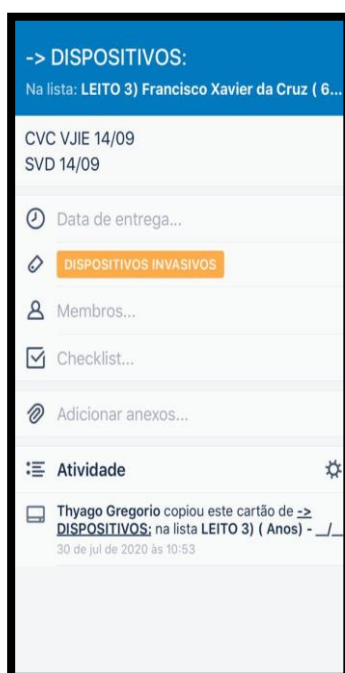 -> DISPOSITIVOS:
Na lista: LEITO 3) Francisco Xavier da Cruz ( 6...
CVC VJIE 14/09
SVD 14/09
Data de entrega...
DISPOSITIVOS INVASIVOS
Membros...
Checklist...
Adicionar anexos...
Atividade
Thyago Gregorio copiou este cartão de ->
DISPOSITIVOS: na lista LEITO 3) ( Anos) - __/__
30 de jul de 2020 às 10:53